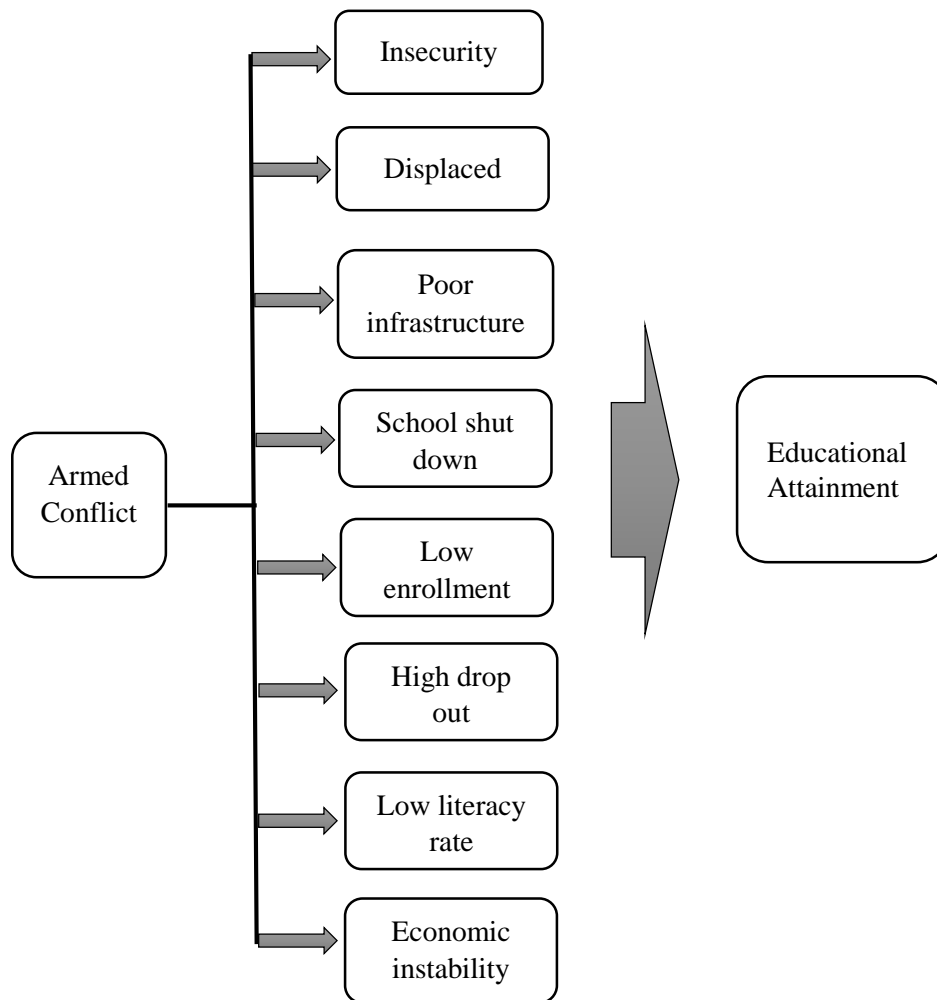 Insecurity
Displaced
Poor
infrastructure
School shut
down
Low
enrollment
High drop
out
Low literacy
rate
Economic
instability
Armed
Conflict
Educational
Attainment